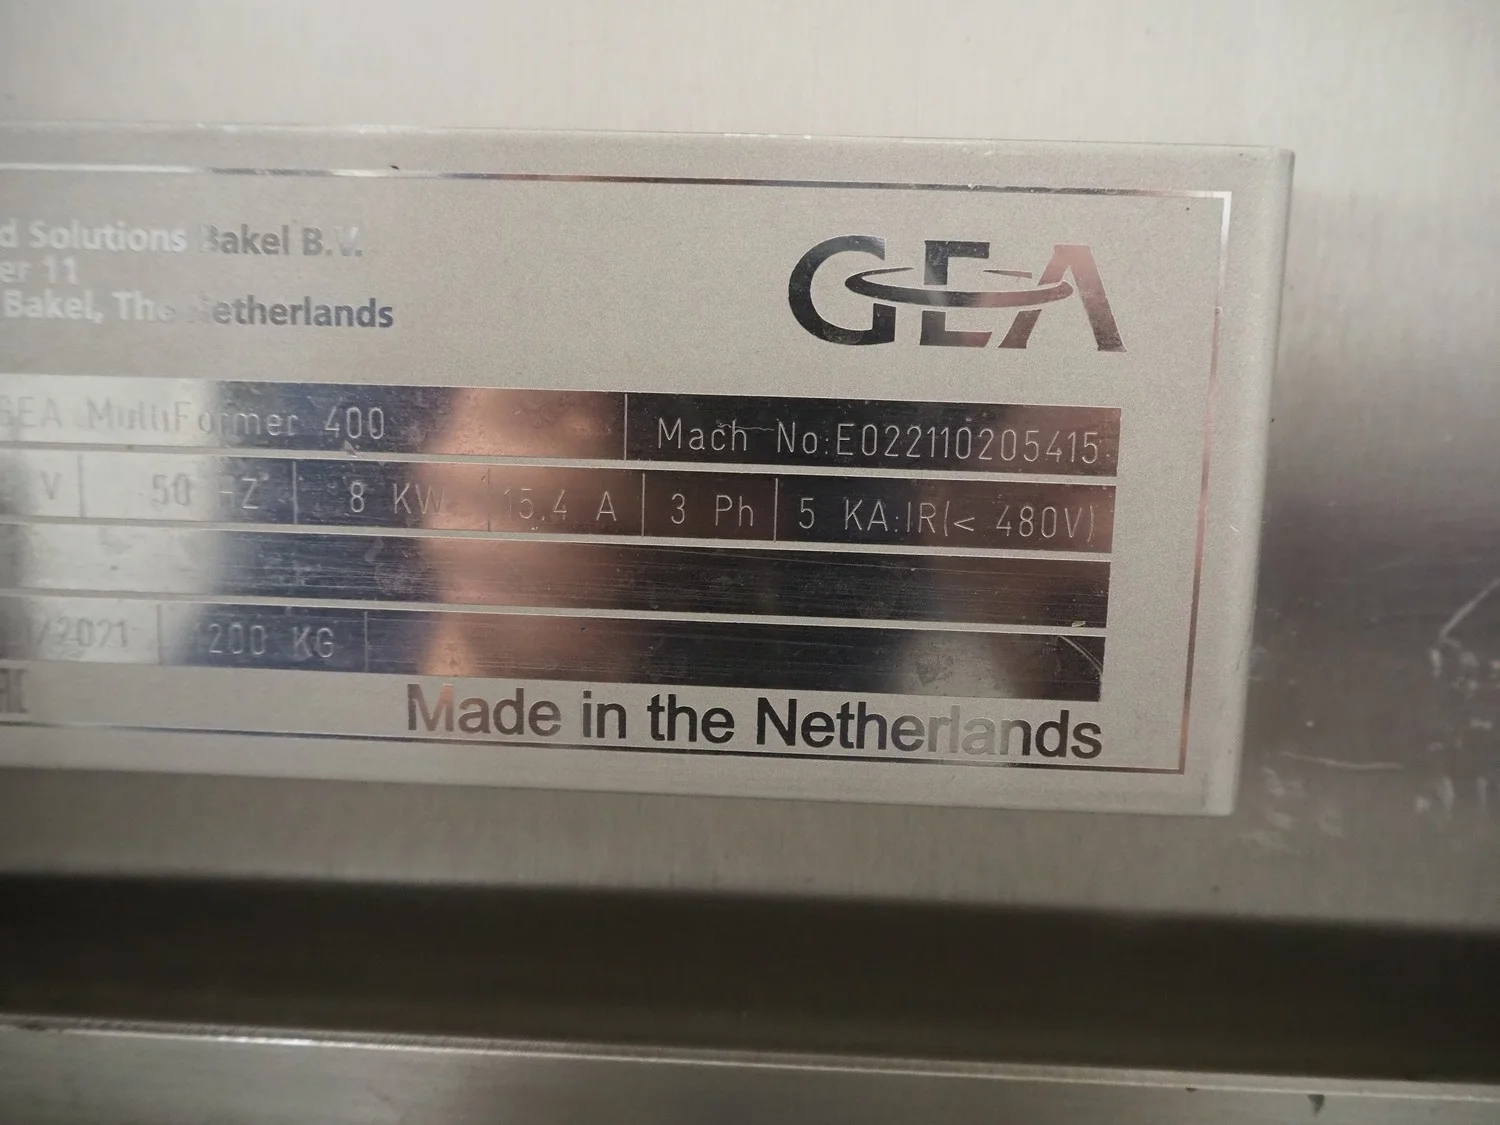 d Solutions Bakel B.V.
er 11
Bakel, The Netherlands
GEA
GEA MultiFormer 400 Mach No:E022110205415
V 50 HZ 8 KW 15.4 A 3 Ph 5 KA:IR(< 480V)
/2021 1200 KG
Made in the Netherlands